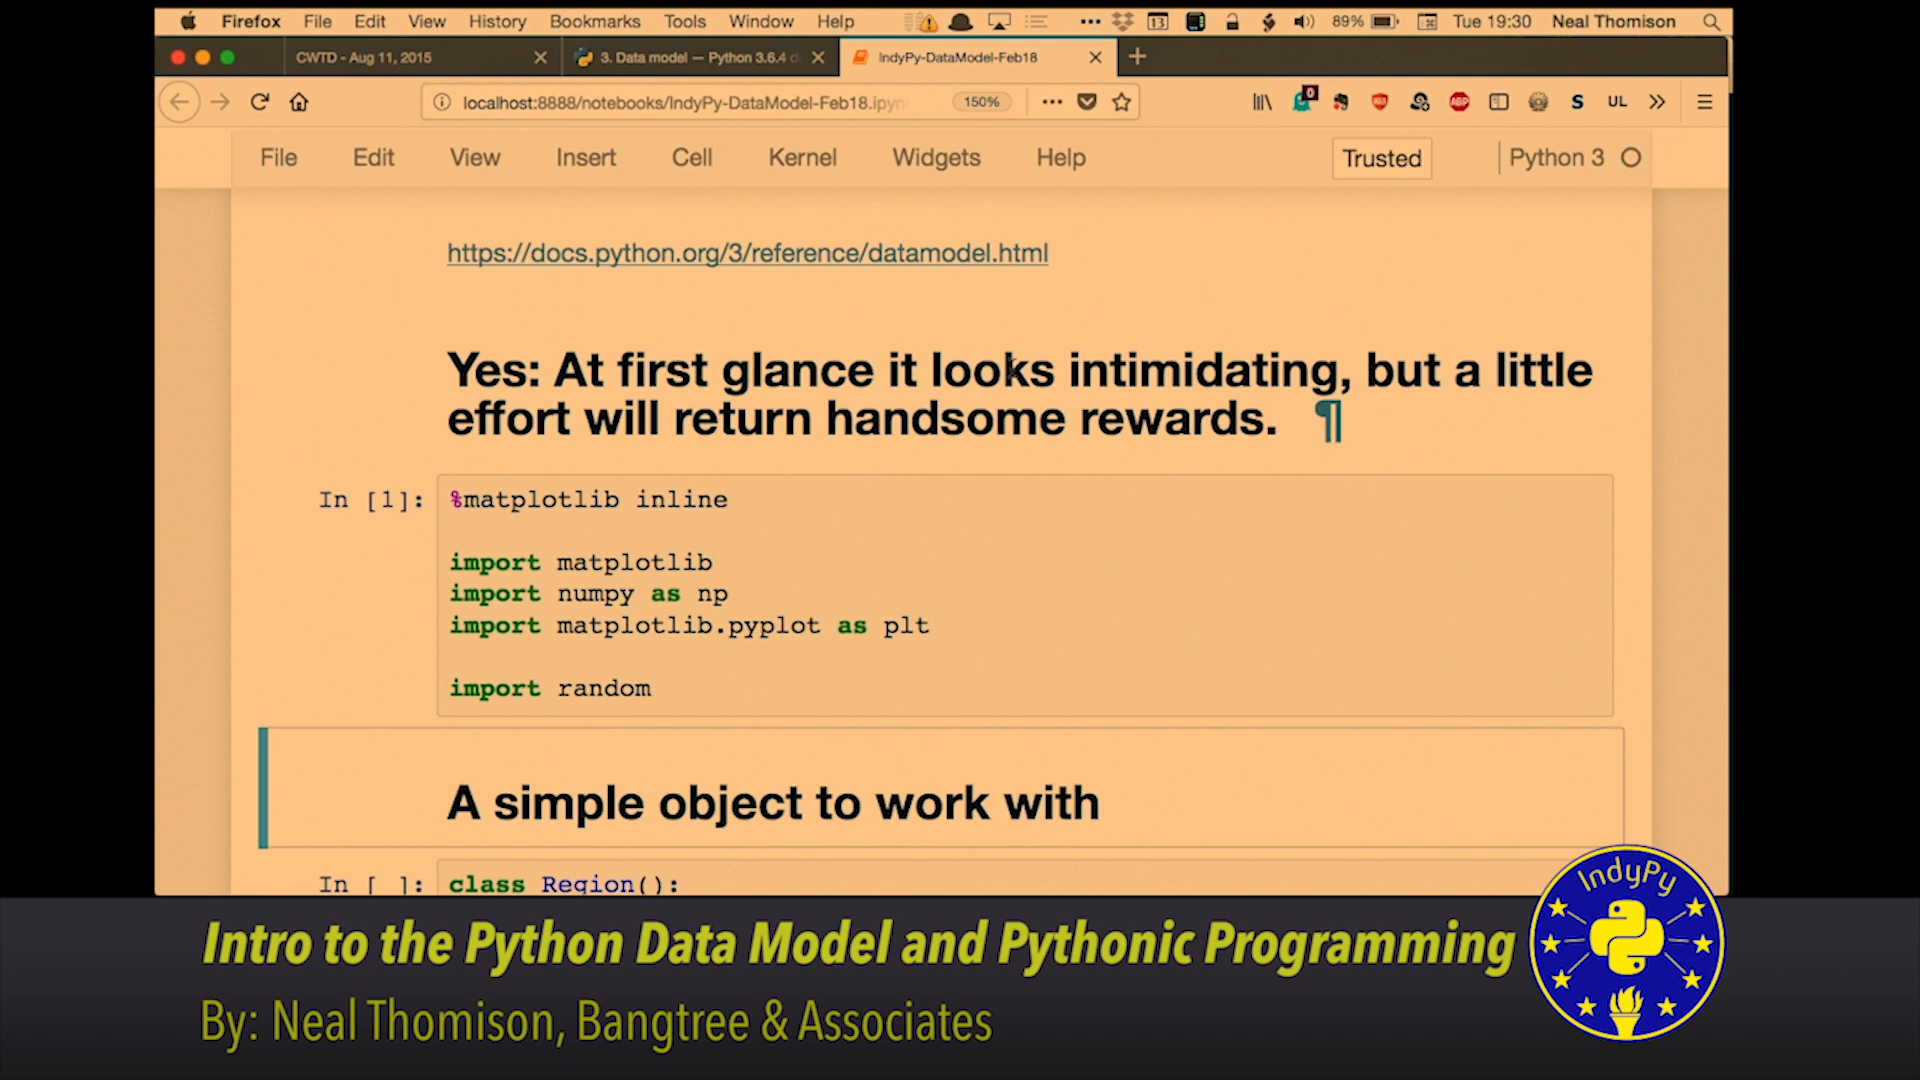 Firefox File Edit View History Bookmarks Tools Window Help 13 89% Tue 19:30 Neal Thomison
CWTD - Aug 11, 2015 3. Data model — Python 3.6.4 d IndyPy-DataModel-Feb18
localhost:8888/notebooks/IndyPy-DataModel-Feb18.ipyn 150% 0 ABP S UL
File Edit View Insert Cell Kernel Widgets Help Trusted Python 3
https://docs.python.org/3/reference/datamodel.html
Yes: At first glance it looks intimidating, but a little
effort will return handsome rewards. ¶
In [1]: %matplotlib inline
import matplotlib
import numpy as np
import matplotlib.pyplot as plt
import random
A simple object to work with
In [ ]: class Region():
IndyPy
Intro to the Python Data Model and Pythonic Programming
By: Neal Thomison, Bangtree & Associates